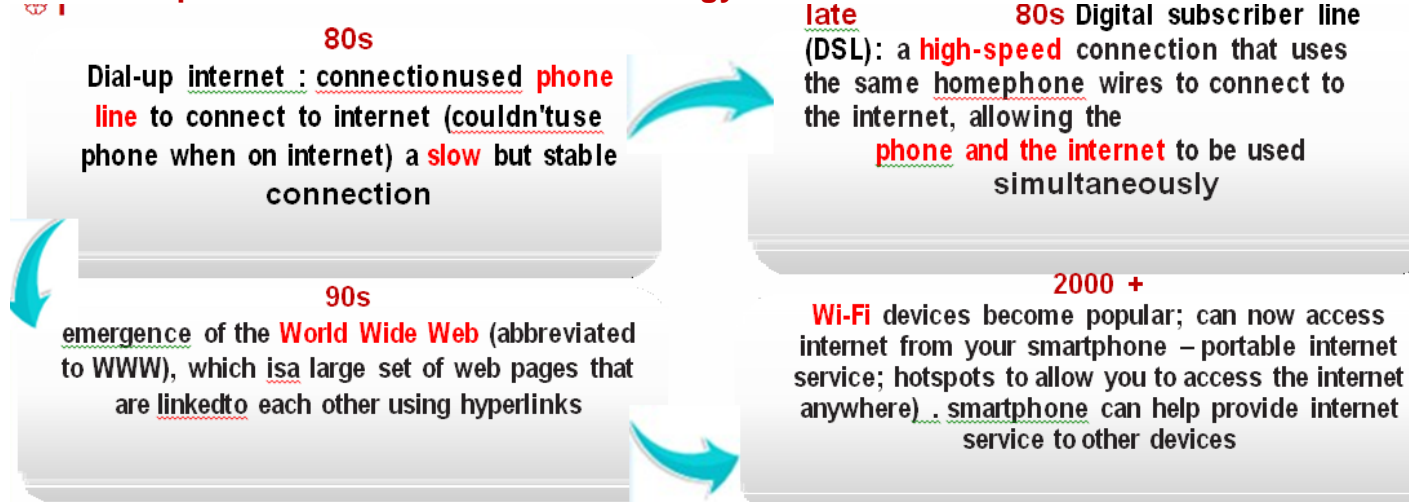 80s
Dial-up internet : connectionused phone
line to connect to internet (couldn'tuse
phone when on internet) a slow but stable
connection
late 80s Digital subscriber line
(DSL): a high-speed connection that uses
the same homephone wires to connect to
the internet, allowing the
phone and the internet to be used
simultaneously
90s
emergence of the World Wide Web (abbreviated
to WWW), which isa large set of web pages that
are linkedto each other using hyperlinks
2000 +
Wi-Fi devices become popular; can now access
internet from your smartphone – portable internet
service; hotspots to allow you to access the internet
anywhere) . smartphone can help provide internet
service to other devices